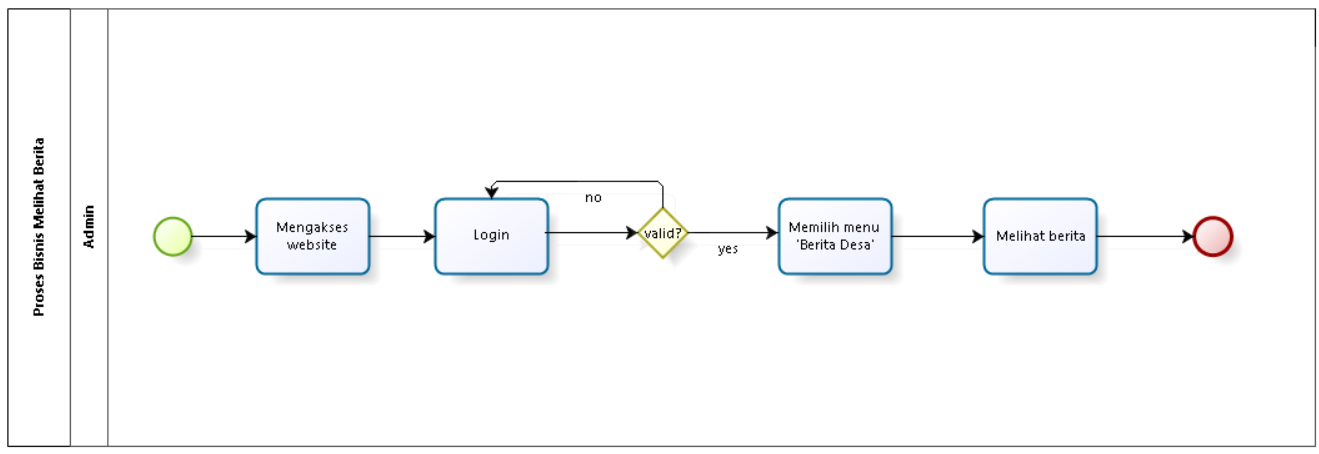 Proses Bisnis Melihat Berita
Admin
Mengakses
website
Login
no
valid?
yes
Memilih menu
'Berita Desa'
Melihat berita